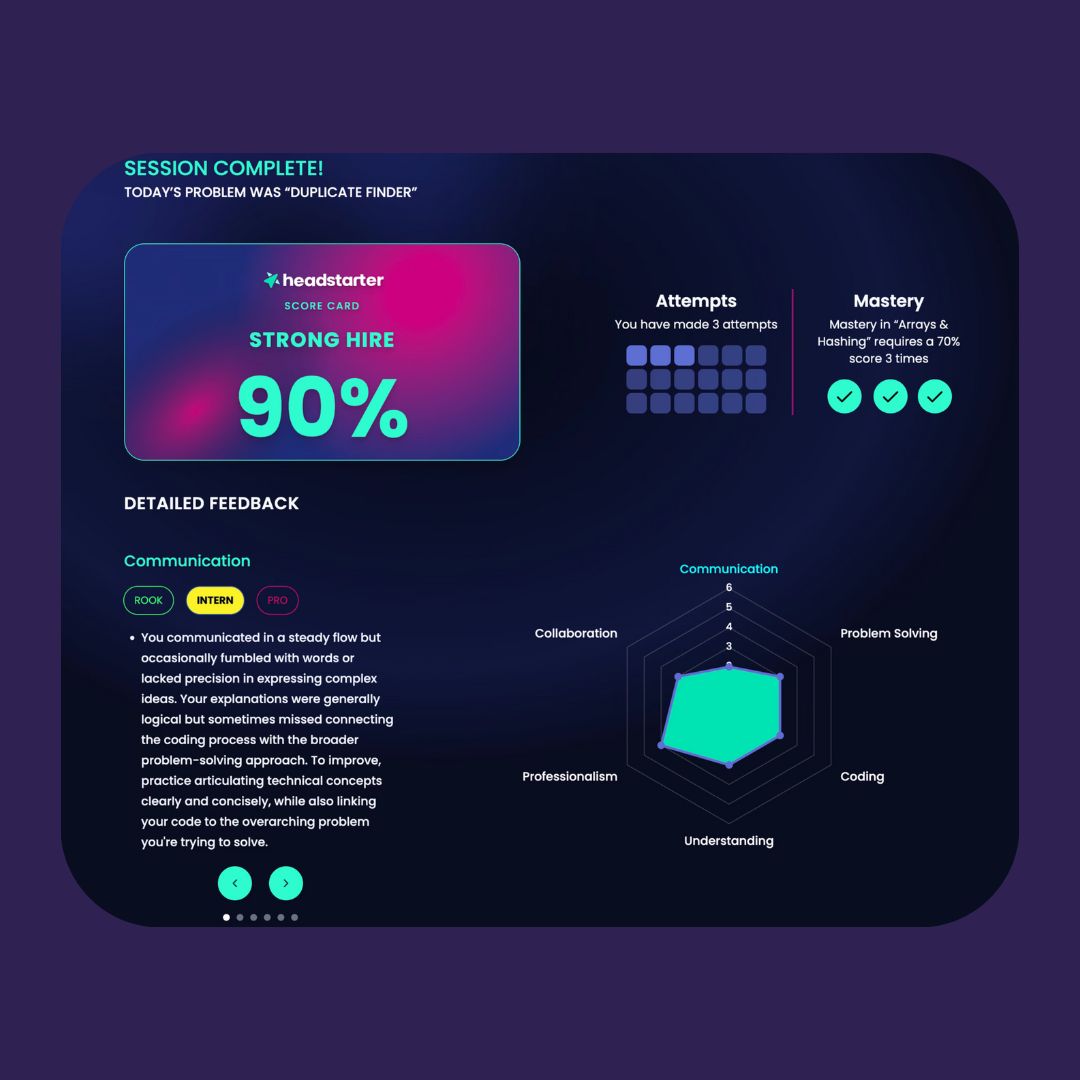 SESSION COMPLETE!
TODAY'S PROBLEM WAS “DUPLICATE FINDER”
headstarter
SCORE CARD
STRONG HIRE
90%
Attempts
You have made 3 attempts
Mastery
Mastery in “Arrays &
Hashing” requires a 70%
score 3 times
DETAILED FEEDBACK
Communication
ROOK
INTERN
PRO
• You communicated in a steady flow but
occasionally fumbled with words or
lacked precision in expressing complex
ideas. Your explanations were generally
logical but sometimes missed connecting
the coding process with the broader
problem-solving approach. To improve,
practice articulating technical concepts
clearly and concisely, while also linking
your code to the overarching problem
you're trying to solve.
Communication
6
5
4
3
Collaboration
Problem Solving
Professionalism
Coding
Understanding